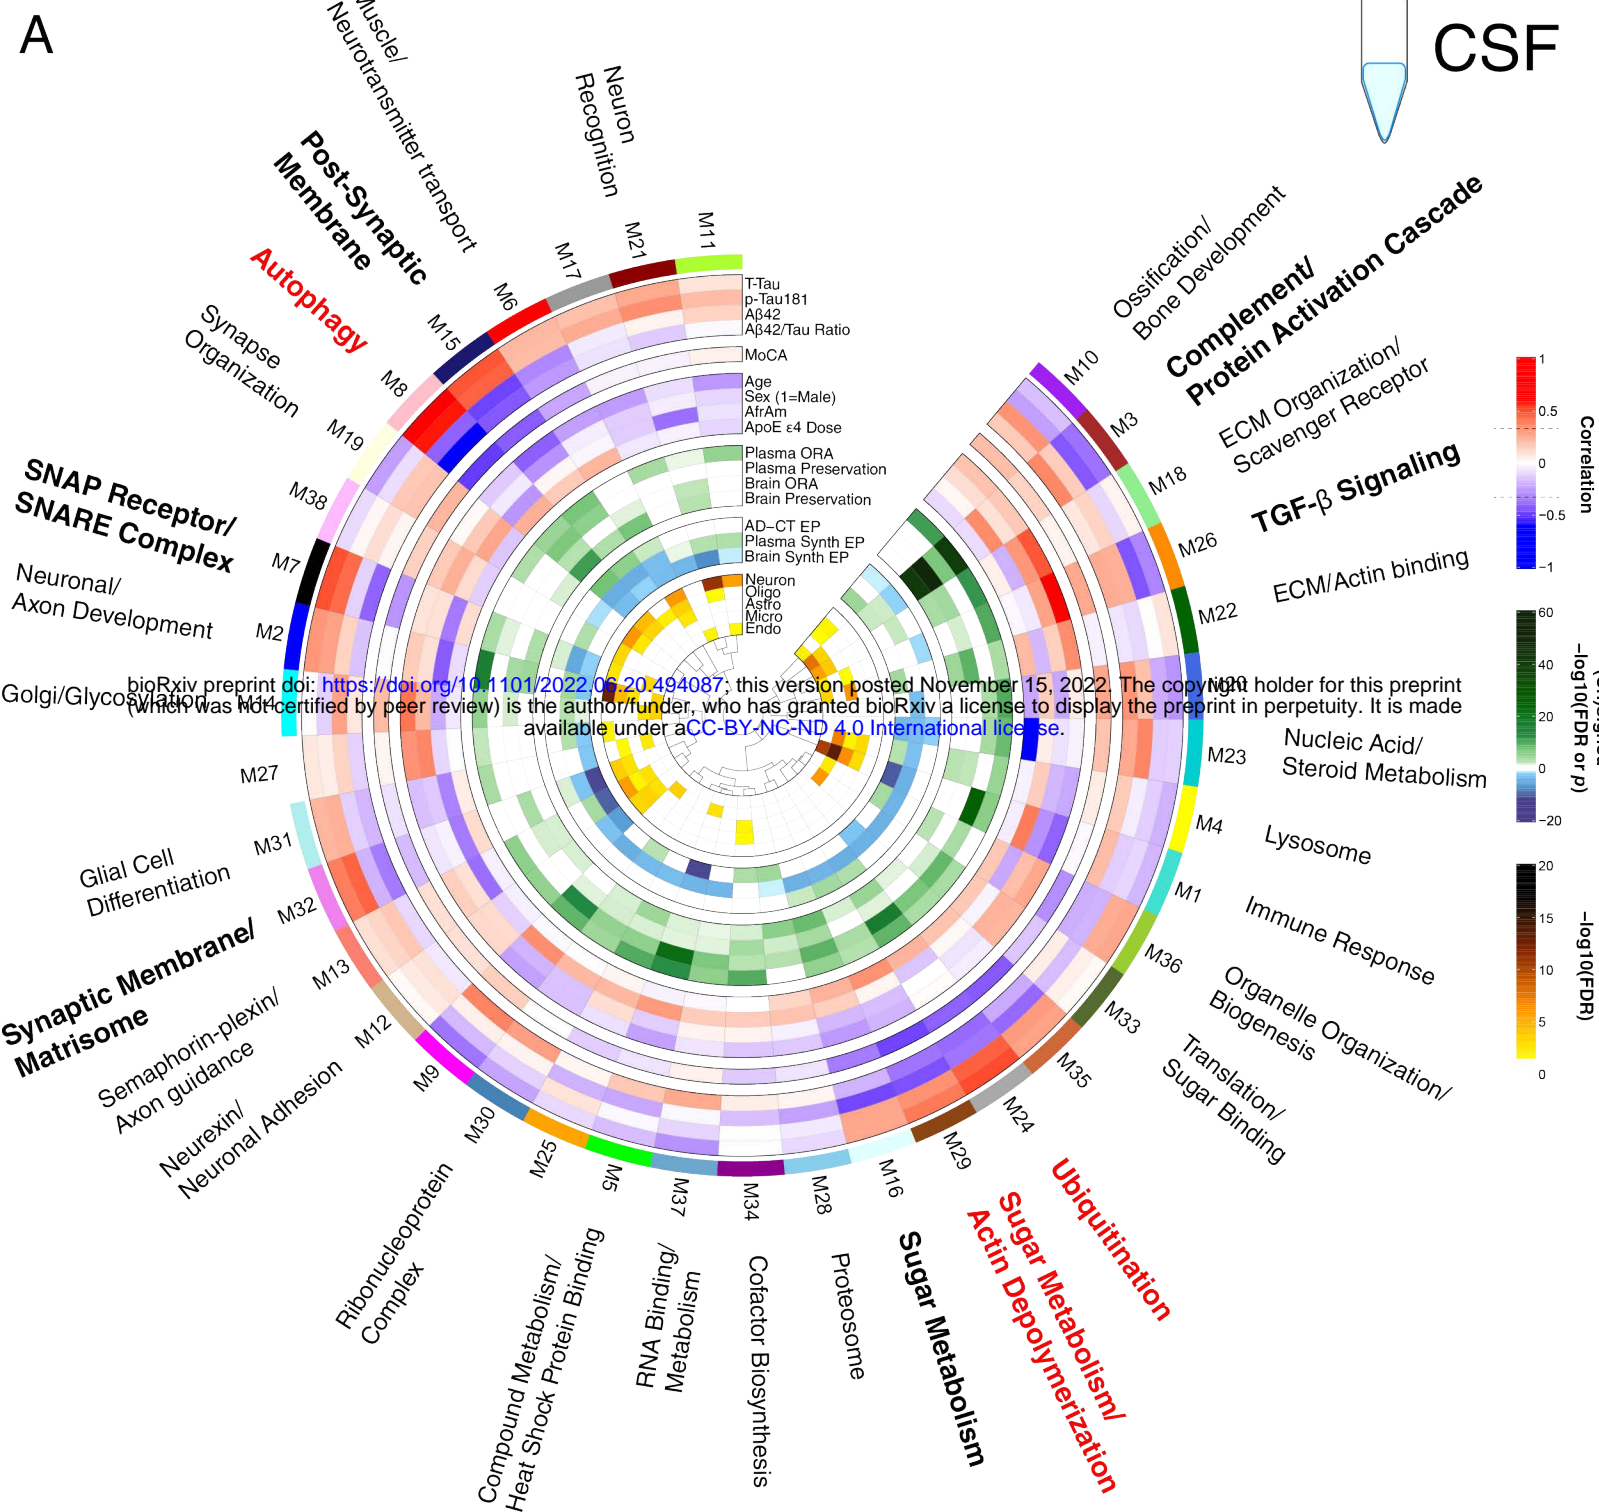 A
CSF
Muscle/
Neurotransmitter transport
Neuron
Recognition
Post-Synaptic
Membrane
Autophagy
Synapse
Organization
SNAP Receptor/
SNARE Complex
Neuronal/
Axon Development
Golgi/Glycosylation
Glial Cell
Differentiation
Synaptic Membrane/
Matrisome
Semaphorin-plexin/
Axon guidance
Neurexin/
Neuronal Adhesion
Ribonucleoprotein
Complex
Compound Metabolism/
Heat Shock Protein Binding
RNA Binding/
Metabolism
Cofactor Biosynthesis
Proteosome
Sugar Metabolism
Sugar Metabolism/
Actin Depolymerization
Ubiquitination
Translation/
Sugar Binding
Organelle Organization/
Biogenesis
Immune Response
Lysosome
Nucleic Acid/
Steroid Metabolism
ECM/Actin binding
TGF-β Signaling
ECM Organization/
Scavenger Receptor
Complement/
Protein Activation Cascade
Ossification/
Bone Development
M11
M21
M17
M6
M15
M8
M19
M38
M7
M2
M14
M27
M31
M32
M13
M12
M9
M30
M25
M5
M37
M34
M28
M16
M29
M24
M35
M33
M36
M1
M4
M23
M20
M22
M26
M18
M3
M10
T-Tau
p-Tau181
Aβ42
Aβ42/Tau Ratio
MoCA
Age
Sex (1=Male)
AfrAm
ApoE ε4 Dose
Plasma ORA
Plasma Preservation
Brain ORA
Brain Preservation
AD−CT EP
Plasma Synth EP
Brain Synth EP
Neuron
Oligo
Astro
Micro
Endo
bioRxiv preprint doi: https://doi.org/10.1101/2022.06.20.494087; this version posted November 15, 2022. The copyright holder for this preprint
(which was not certified by peer review) is the author/funder, who has granted bioRxiv a license to display the preprint in perpetuity. It is made
available under aCC-BY-NC-ND 4.0 International license.
1
0.5
0
−0.5
−1
Correlation
60
40
20
0
−20
−log10(FDR or p)
20
15
10
5
0
−log10(FDR)